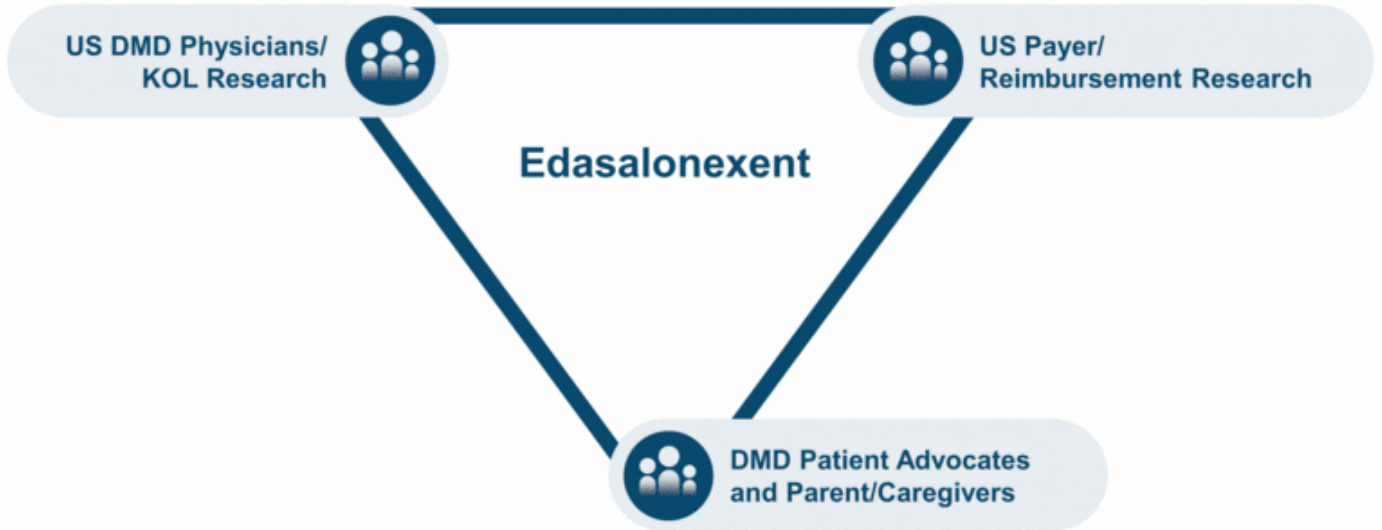 US DMD Physicians/
KOL Research
US Payer/
Reimbursement Research
Edasalonexent
DMD Patient Advocates
and Parent/Caregivers